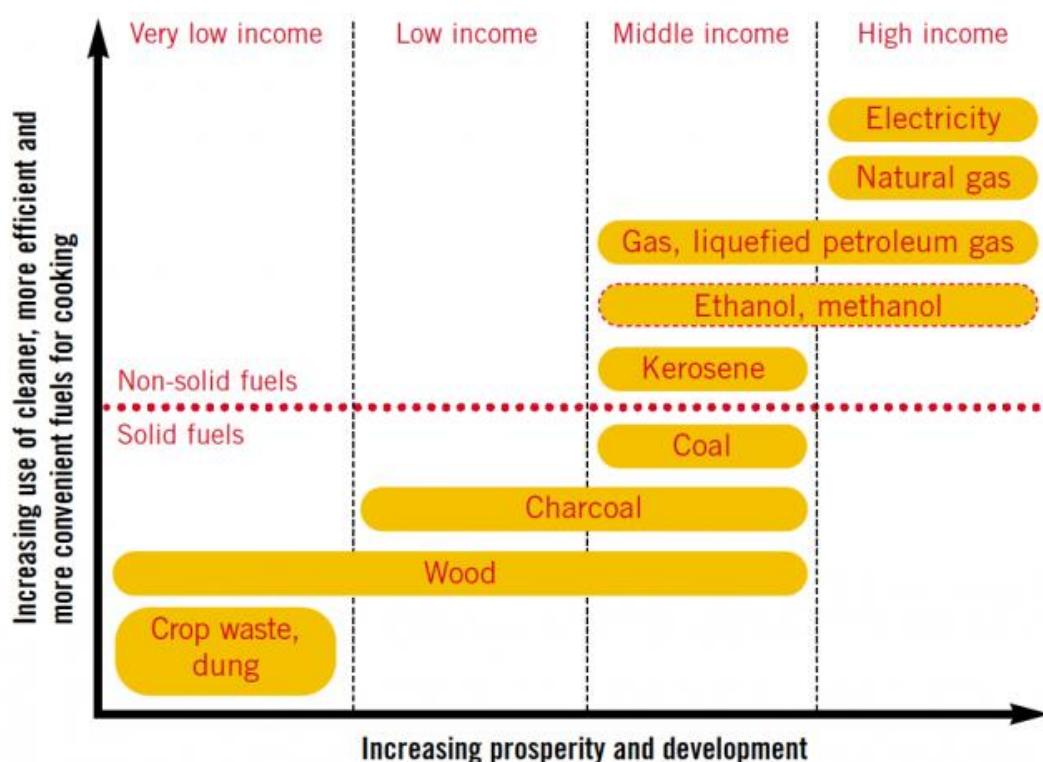 Very low income
Low income
Middle income
High income
Electricity
Natural gas
Gas, liquefied petroleum gas
Ethanol, methanol
Kerosene
Non-solid fuels
Solid fuels
Coal
Charcoal
Wood
Crop waste,
dung
Increasing use of cleaner, more efficient and
more convenient fuels for cooking
Increasing prosperity and development